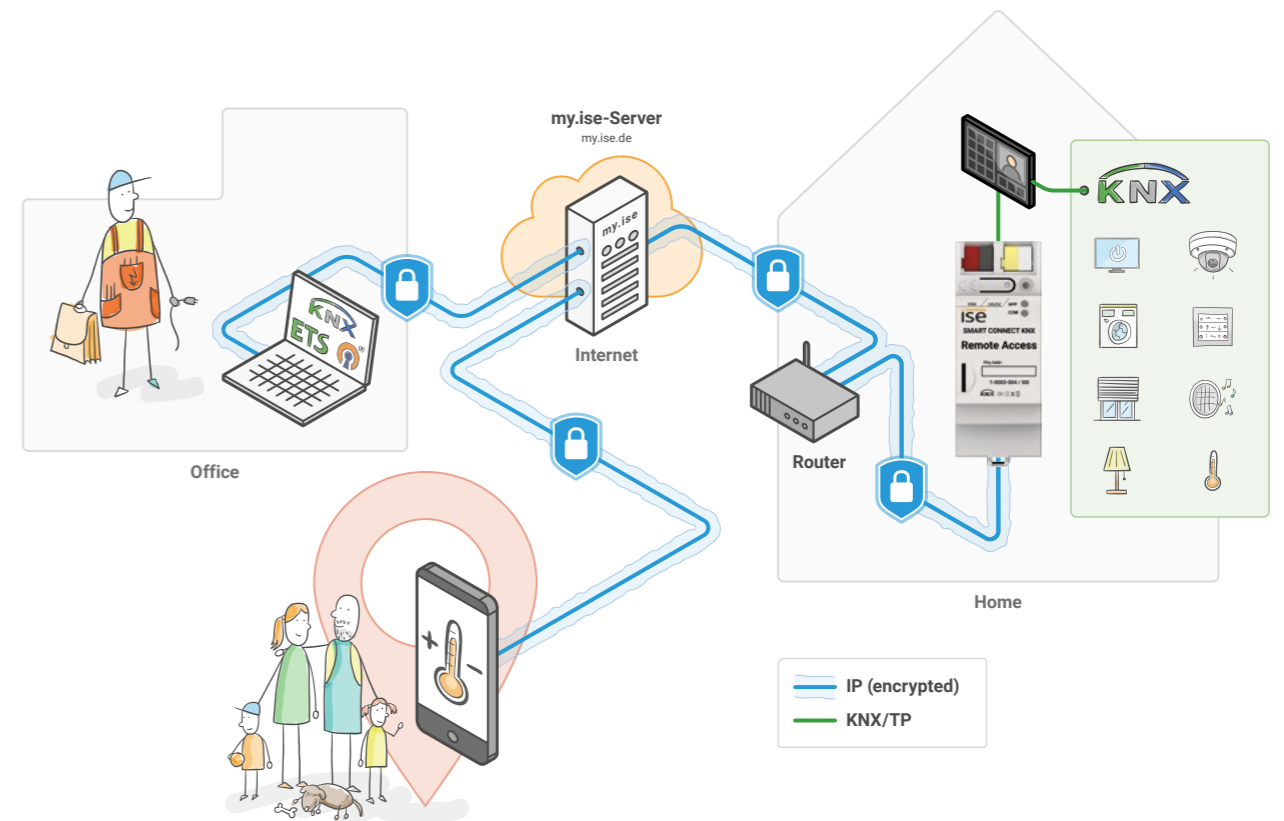 my.ise-Server
my.ise.de
my.ise
Internet
KNX
ETS
Office
KNX
ise
SMART CONNECT KNX
Remote Access
KNX
Router
Home
IP (encrypted)
KNX/TP